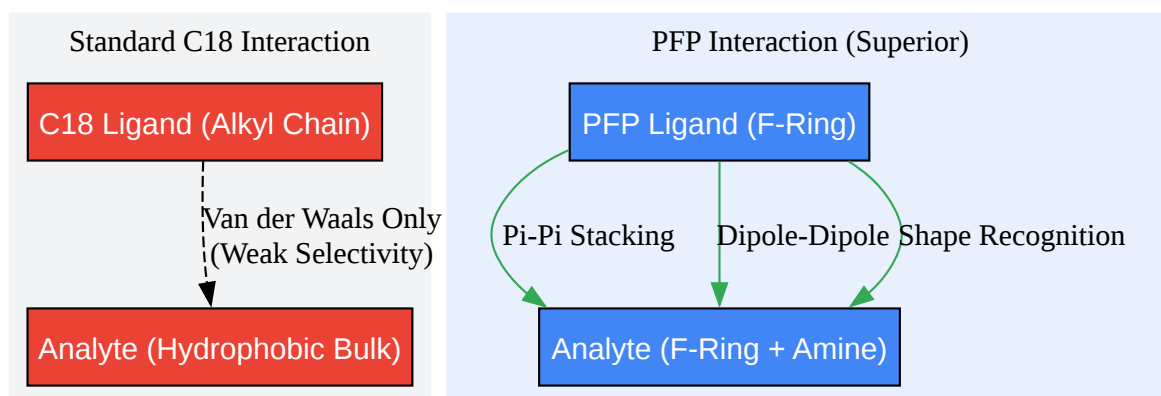 Standard C18 Interaction
C18 Ligand (Alkyl Chain)
Van der Waals Only
(Weak Selectivity)
Analyte (Hydrophobic Bulk)
PFP Interaction (Superior)
PFP Ligand (F-Ring)
Pi-Pi Stacking
Dipole-Dipole
Shape Recognition
Analyte (F-Ring + Amine)